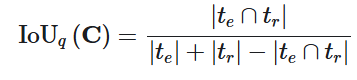 IoU_q (C) = |t_e ∩ t_r| / (|t_e| + |t_r| − |t_e ∩ t_r|)